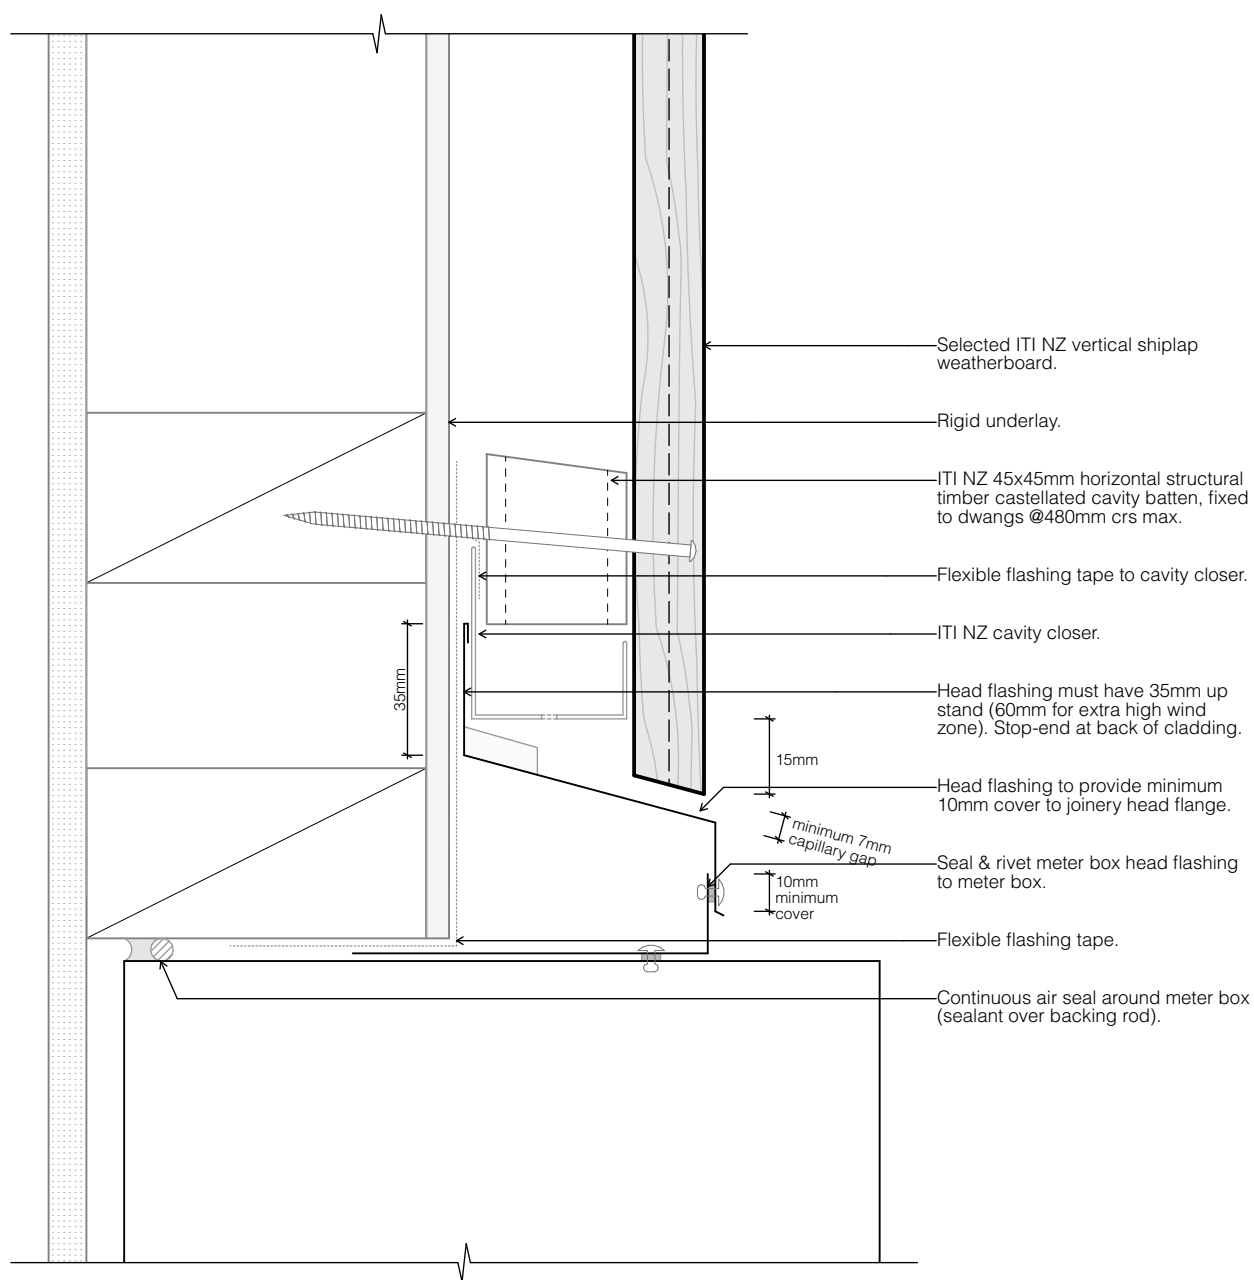 Selected ITI NZ vertical shiplap
weatherboard.
Rigid underlay.
ITI NZ 45x45mm horizontal structural
timber castellated cavity batten, fixed
to dwangs @480mm crs max.
Flexible flashing tape to cavity closer.
ITI NZ cavity closer.
35mm
Head flashing must have 35mm up
stand (60mm for extra high wind
zone). Stop-end at back of cladding.
15mm
Head flashing to provide minimum
10mm cover to joinery head flange.
minimum 7mm
capillary gap
Seal & rivet meter box head flashing
to meter box.
10mm
minimum
cover
Flexible flashing tape.
Continuous air seal around meter box
(sealant over backing rod).